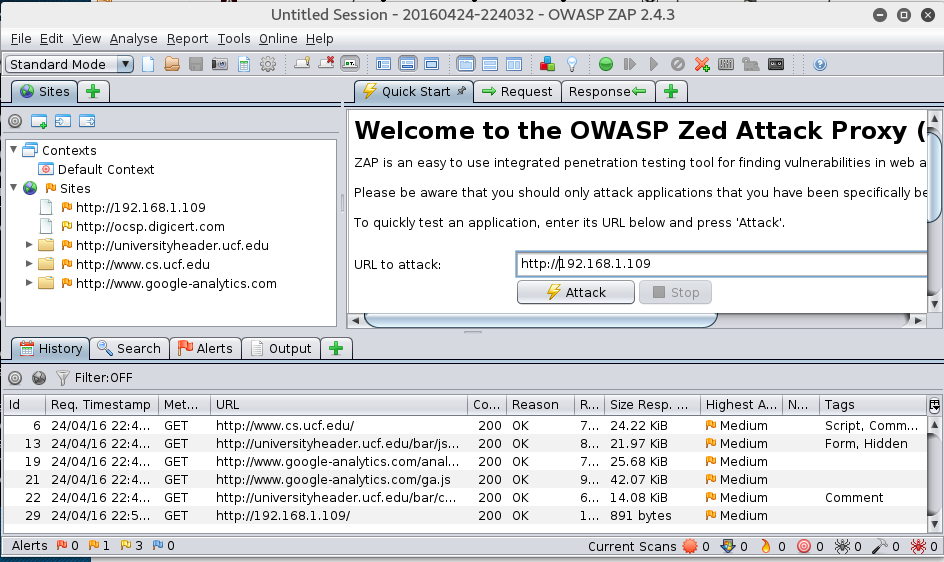 Untitled Session - 20160424-224032 - OWASP ZAP 2.4.3
File Edit View Analyse Report Tools Online Help
Standard Mode
Sites
Quick Start Request Response
Contexts
Default Context
Sites
http://192.168.1.109
http://ocsp.digicert.com
http://universityheader.ucf.edu
http://www.cs.ucf.edu
http://www.google-analytics.com
Welcome to the OWASP Zed Attack Proxy (
ZAP is an easy to use integrated penetration testing tool for finding vulnerabilities in web a
Please be aware that you should only attack applications that you have been specifically be
To quickly test an application, enter its URL below and press 'Attack'.
URL to attack: http://192.168.1.109
Attack Stop
History Search Alerts Output
Filter:OFF
Id Req. Timestamp Met... URL Co... Reason R... Size Resp. ... Highest A... N... Tags
6 24/04/16 22:4... GET http://www.cs.ucf.edu/ 200 OK 7... 24.22 KiB Medium Script, Comm...
13 24/04/16 22:4... GET http://universityheader.ucf.edu/bar/js... 200 OK 8... 21.97 KiB Medium Form, Hidden
19 24/04/16 22:4... GET http://www.google-analytics.com/anal... 200 OK 7... 25.68 KiB Medium
21 24/04/16 22:4... GET http://www.google-analytics.com/ga.js 200 OK 9... 42.07 KiB Medium
22 24/04/16 22:4... GET http://universityheader.ucf.edu/bar/c... 200 OK 6... 14.08 KiB Medium Comment
29 24/04/16 22:5... GET http://192.168.1.109/ 200 OK 1... 891 bytes Medium
Alerts 0 1 3 0 Current Scans 0 0 0 0 0 0 0